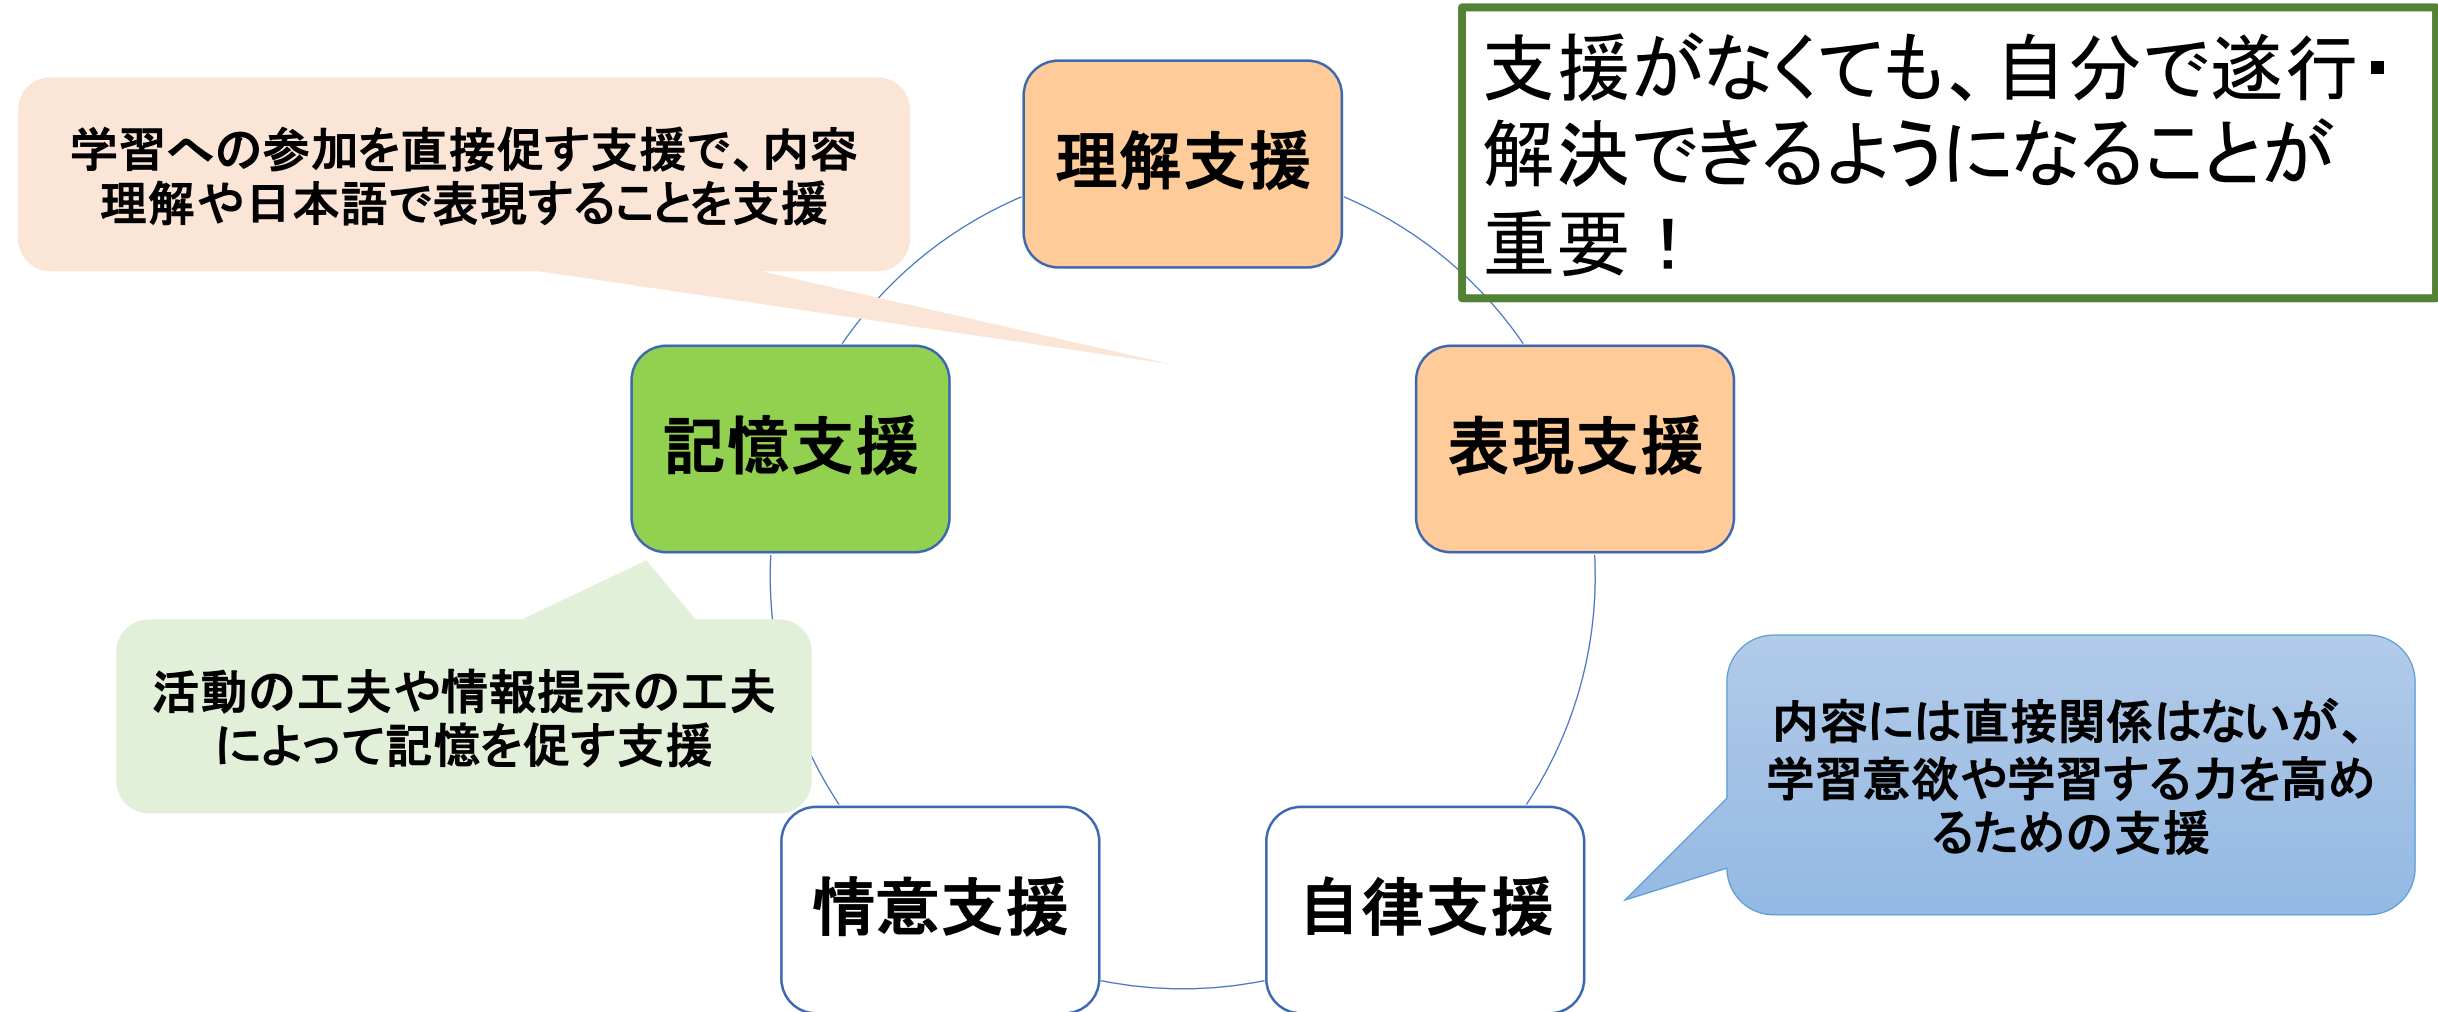 支援がなくても、自分で遂行・
解決できるようになることが
重要！
学習への参加を直接促す支援で、内容
理解や日本語で表現することを支援
理解支援
記憶支援
表現支援
活動の工夫や情報提示の工夫
によって記憶を促す支援
内容には直接関係はないが、
学習意欲や学習する力を高め
るための支援
情意支援
自律支援